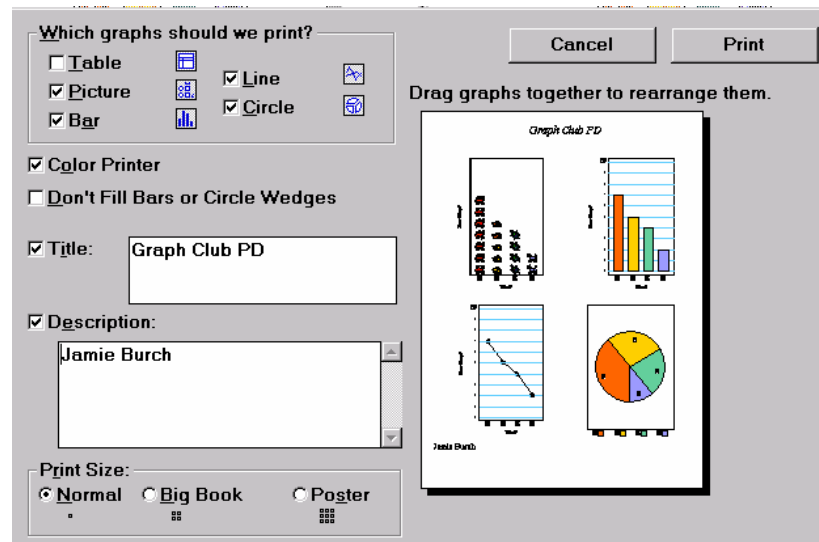 Which graphs should we print?
Table
Picture
Bar
Line
Circle
Cancel
Print
Drag graphs together to rearrange them.
Color Printer
Don't Fill Bars or Circle Wedges
Title:
Graph Club PD
Description:
Jamie Burch
Print Size:
Normal
Big Book
Poster
Graph Club PD
Jamie Burch